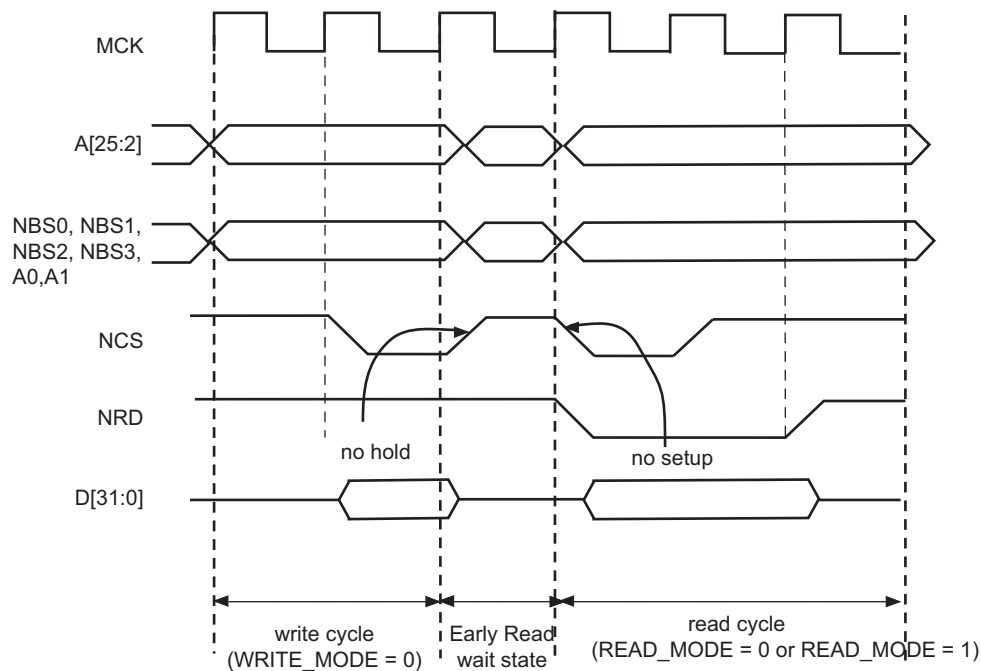 MCK
A[25:2]
NBS0, NBS1,
NBS2, NBS3,
A0,A1
NCS
NRD
no hold
no setup
D[31:0]
write cycle
(WRITE_MODE = 0)
Early Read
wait state
read cycle
(READ_MODE = 0 or READ_MODE = 1)